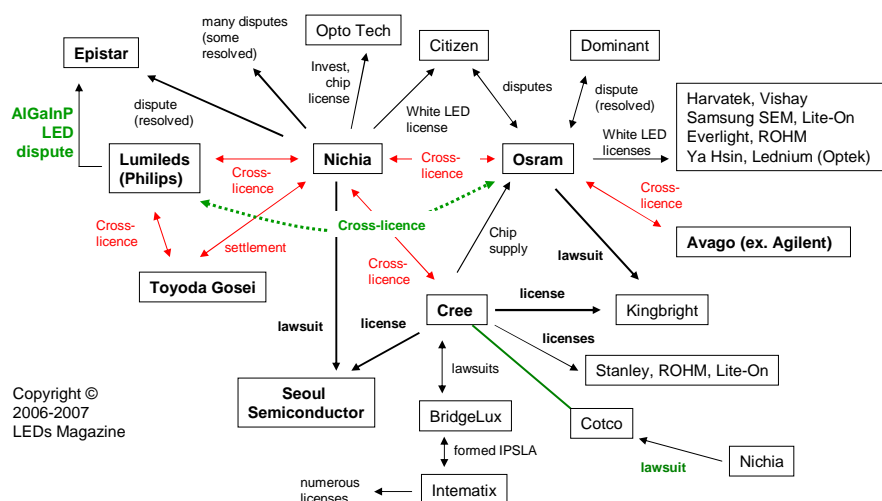 many disputes
(some
resolved)
Opto Tech
Citizen
Dominant
Epistar
Invest,
chip
license
disputes
dispute
(resolved)
Harvatek, Vishay
Samsung SEM, Lite-On
Everlight, ROHM
Ya Hsin, Lednium (Optek)
AlGaInP
LED
dispute
dispute
(resolved)
White LED
license
White LED
licenses
Lumileds
(Philips)
Cross-
licence
Nichia
Cross-
licence
Osram
Cross-
licence
Cross-
licence
settlement
Cross-licence
Cross-
licence
Chip
supply
lawsuit
Avago (ex. Agilent)
Toyoda Gosei
lawsuit
license
Cree
license
Kingbright
licenses
Stanley, ROHM, Lite-On
lawsuits
Seoul
Semiconductor
Copyright ©
2006-2007
LEDs Magazine
BridgeLux
Cotco
formed IPSLA
lawsuit
Nichia
numerous
licenses
Intematix